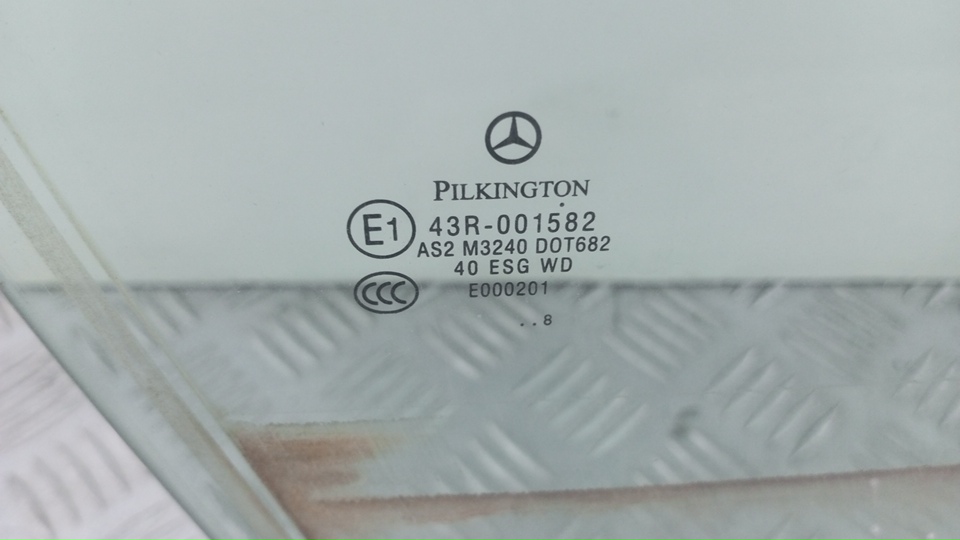 PILKINGTON
E1 43R-001582
AS2 M3240 DOT682
40 ESG WD
CCC E000201
..8